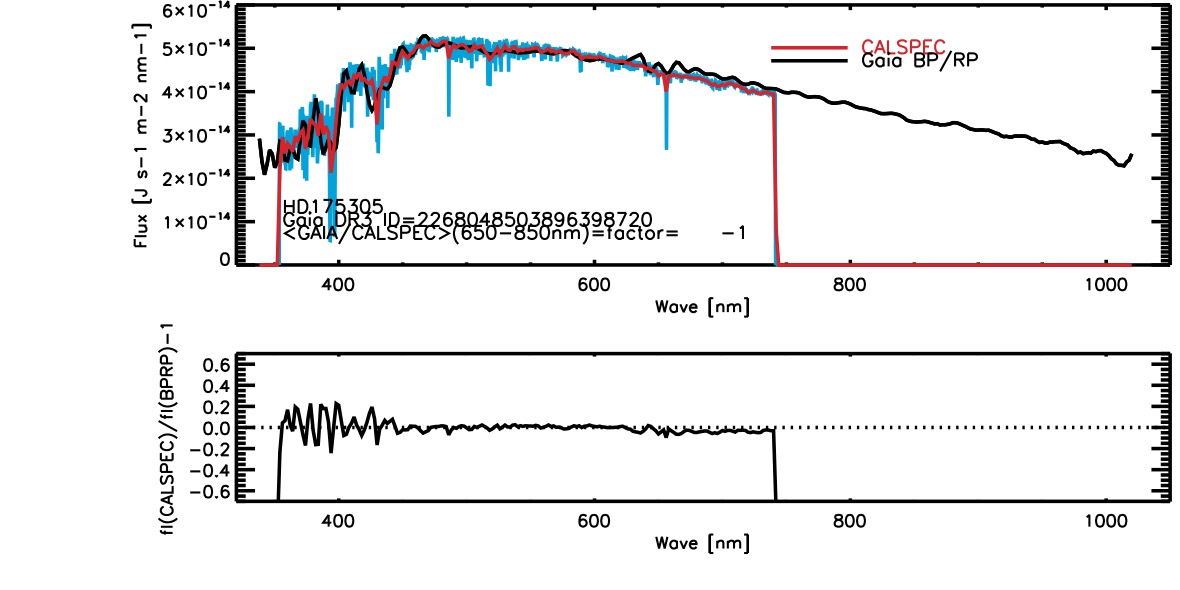 6×10−14
5×10−14
4×10−14
3×10−14
2×10−14
1×10−14
0
Flux [J s−1 m−2 nm−1]
CALSPEC
Gaia BP/RP
HD175305
Gaia DR3 ID=2268048503896398720
<GAIA/CALSPEC>(650−850nm)=factor= −1
400 600 800 1000
Wave [nm]
fl(CALSPEC)/fl(BPRP)−1
0.6
0.4
0.2
0.0
−0.2
−0.4
−0.6
400 600 800 1000
Wave [nm]